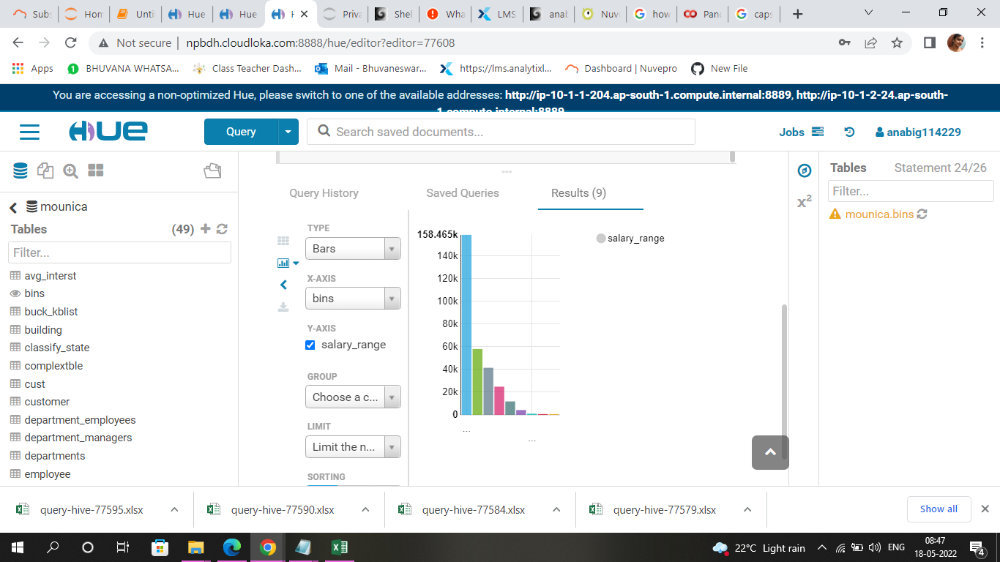 Subs
Hom
Unti
Hue
Hue
H
Priva
Shel
Wha
LMS
anab
Nuv
how
Panc
caps
Not secure
npbdh.cloudloka.com:8888/hue/editor?editor=77608
Apps
BHUVANA WHATSA...
Class Teacher Dash...
Mail - Bhuvaneswar...
https://lms.analytixl...
Dashboard | Nuvepro
New File
You are accessing a non-optimized Hue, please switch to one of the available addresses: http://ip-10-1-1-204.ap-south-1.compute.internal:8889, http://ip-10-1-2-24.ap-south-
1.compute.internal:8889
HUE
Query
Search saved documents...
Jobs
anabig114229
mounica
Tables (49)
Filter...
avg_interst
bins
buck_kblist
building
classify_state
complextble
cust
customer
department_employees
department_managers
departments
employee
Query History
Saved Queries
Results (9)
TYPE
Bars
X-AXIS
bins
Y-AXIS
salary_range
GROUP
Choose a c...
LIMIT
Limit the n...
SORTING
158.465k
140k
120k
100k
80k
60k
40k
20k
0
...
...
salary_range
x²
Tables
Statement 24/26
Filter...
mounica.bins
query-hive-77595.xlsx
query-hive-77590.xlsx
query-hive-77584.xlsx
query-hive-77579.xlsx
Show all
22°C Light rain
ENG
08:47
18-05-2022
4